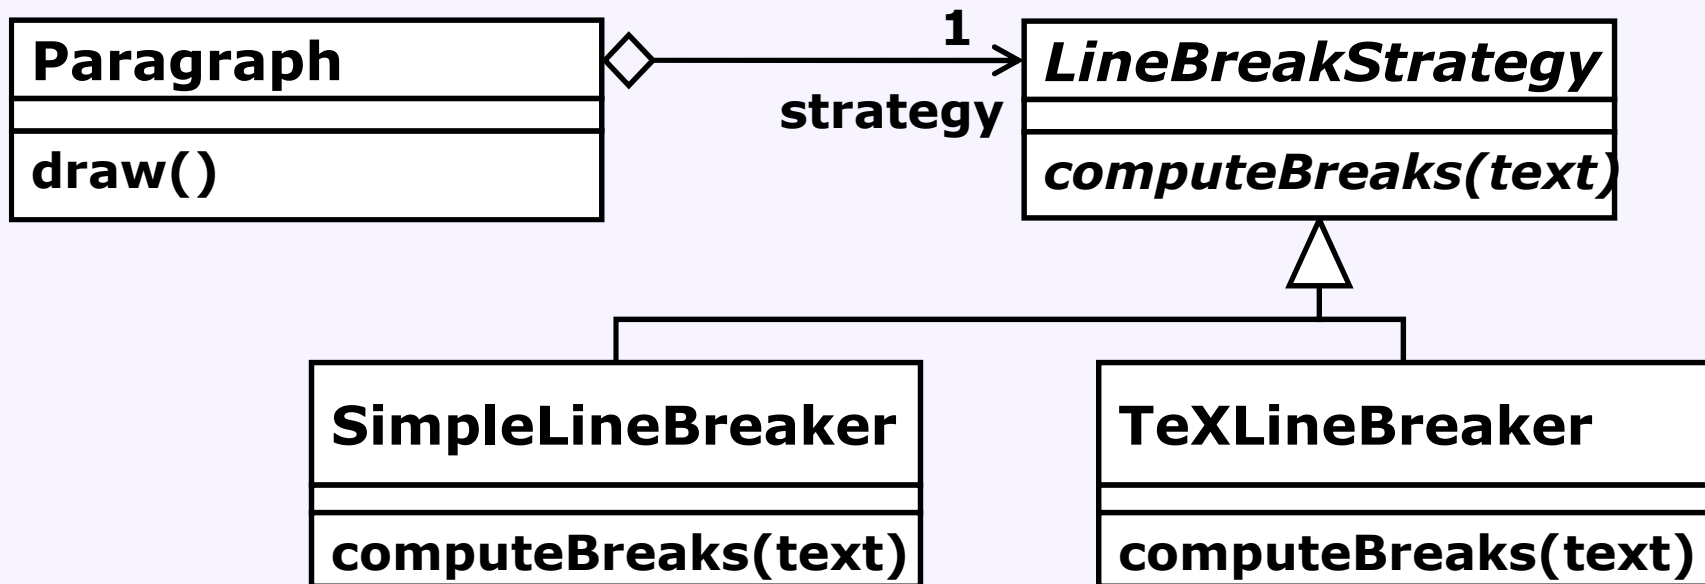 Paragraph
draw()
1
strategy
LineBreakStrategy
computeBreaks(text)
SimpleLineBreaker
computeBreaks(text)
TeXLineBreaker
computeBreaks(text)